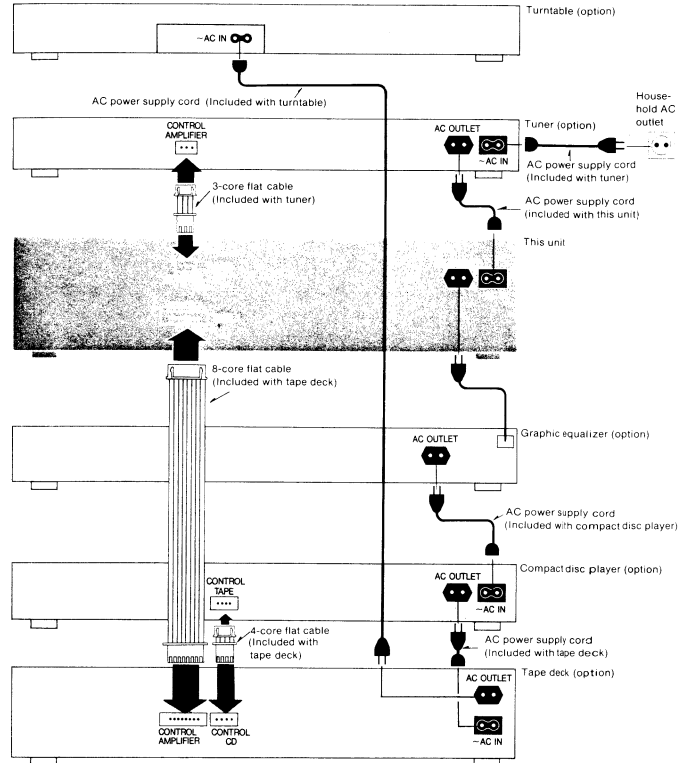 Turntable (option)
~AC IN
AC power supply cord (Included with turntable)
House-
hold AC
outlet
CONTROL
AMPLIFIER
AC OUTLET
Tuner (option)
~AC IN
AC power supply cord
(Included with tuner)
3-core flat cable
(Included with tuner)
AC power supply cord
(included with this unit)
This unit
8-core flat cable
(Included with tape deck)
AC OUTLET
Graphic equalizer (option)
AC power supply cord
(Included with compact disc player)
CONTROL
TAPE
AC OUTLET
Compact disc player (option)
~AC IN
4-core flat cable
(Included with
tape deck)
AC power supply cord
(Included with tape deck)
Tape deck (option)
AC OUTLET
CONTROL
AMPLIFIER
CONTROL
CD
~AC IN